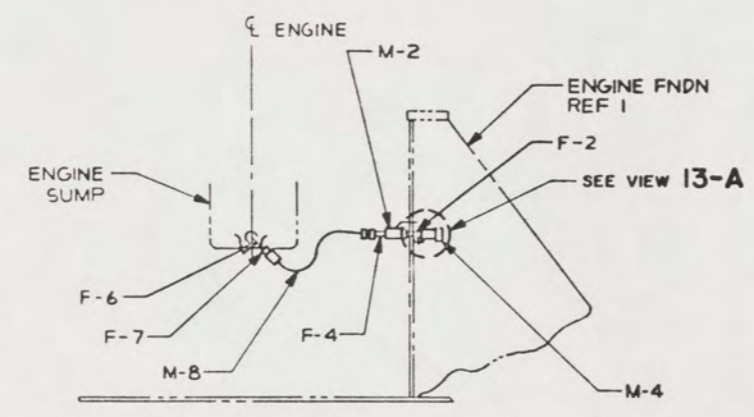 ℄ ENGINE
M-2
ENGINE FNDN
REF 1
F-2
SEE VIEW 13-A
ENGINE
SUMP
℄
F-6
F-7
F-4
M-8
M-4